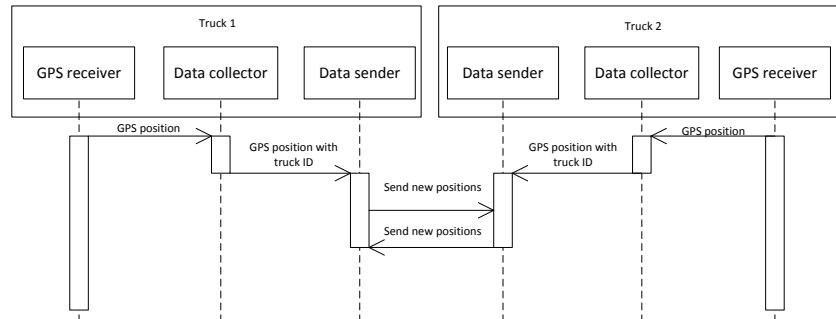 Truck 1
Truck 2
GPS receiver
Data collector
Data sender
Data sender
Data collector
GPS receiver
GPS position
GPS position
GPS position with
truck ID
GPS position with
truck ID
Send new positions
Send new positions